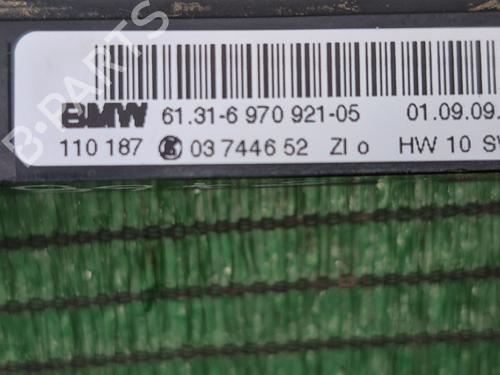 BMW 61.31-6 970 921-05 01.09.09
110 187 03 7446 52 ZI o HW 10
B-PARTS